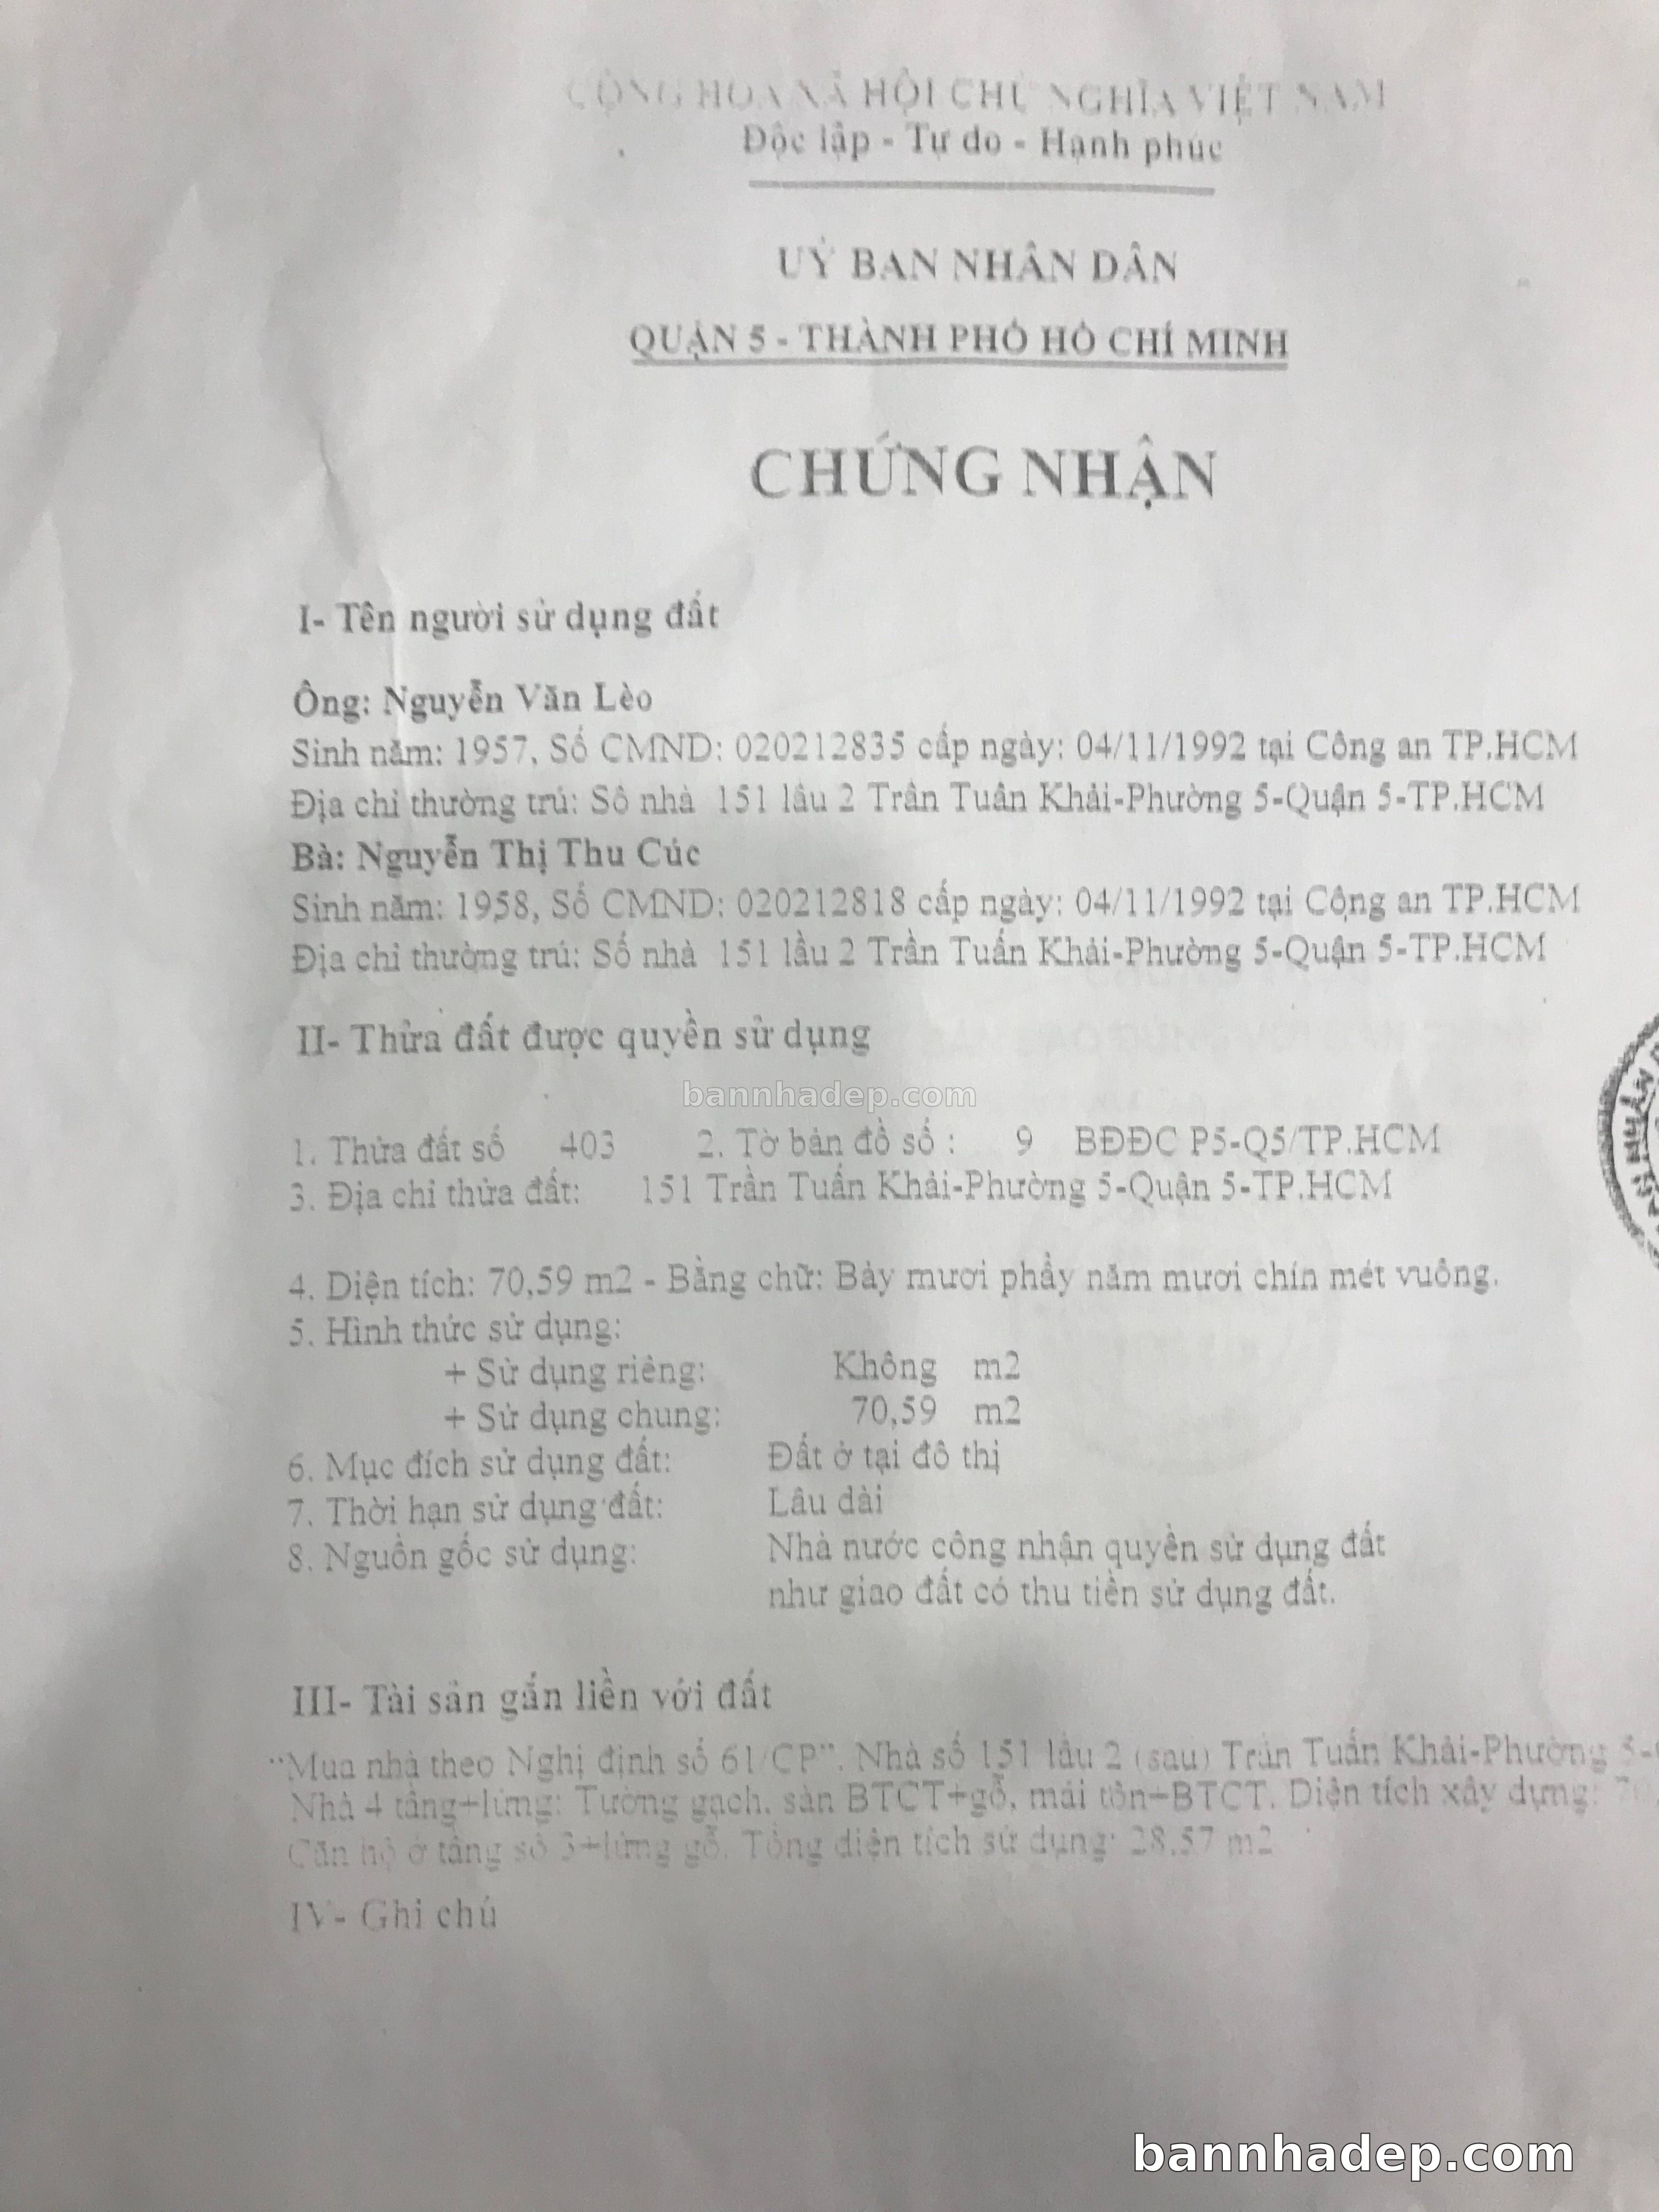 CỘNG HOÀ XÃ HỘI CHỦ NGHĨA VIỆT NAM
Độc lập - Tự do - Hạnh phúc
UỶ BAN NHÂN DÂN
QUẬN 5 - THÀNH PHỐ HỒ CHÍ MINH
CHỨNG NHẬN
I- Tên người sử dụng đất
Ông: Nguyễn Văn Lèo
Sinh năm: 1957, Số CMND: 020212835 cấp ngày: 04/11/1992 tại Công an TP.HCM
Địa chỉ thường trú: Số nhà 151 lầu 2 Trần Tuấn Khải-Phường 5-Quận 5-TP.HCM
Bà: Nguyễn Thị Thu Cúc
Sinh năm: 1958, Số CMND: 020212818 cấp ngày: 04/11/1992 tại Công an TP.HCM
Địa chỉ thường trú: Số nhà 151 lầu 2 Trần Tuấn Khải-Phường 5-Quận 5-TP.HCM
II- Thửa đất được quyền sử dụng
bannhadep.com
1. Thửa đất số 403 2. Tờ bản đồ số : 9 BĐĐC P5-Q5/TP.HCM
3. Địa chỉ thửa đất: 151 Trần Tuấn Khải-Phường 5-Quận 5-TP.HCM
4. Diện tích: 70,59 m2 - Bằng chữ: Bảy mươi phẩy năm mươi chín mét vuông.
5. Hình thức sử dụng:
+ Sử dụng riêng: Không m2
+ Sử dụng chung: 70,59 m2
6. Mục đích sử dụng đất: Đất ở tại đô thị
7. Thời hạn sử dụng đất: Lâu dài
8. Nguồn gốc sử dụng: Nhà nước công nhận quyền sử dụng đất
như giao đất có thu tiền sử dụng đất.
III- Tài sản gắn liền với đất
"Mua nhà theo Nghị định số 61/CP". Nhà số 151 lầu 2 (sau) Trần Tuấn Khải-Phường 5-
Nhà 4 tầng+lửng: Tường gạch, sàn BTCT+gỗ, mái tôn+BTCT. Diện tích xây dựng:
Căn hộ ở tầng số 3+lửng gỗ. Tổng diện tích sử dụng: 28,57 m2
IV- Ghi chú
bannhadep.com